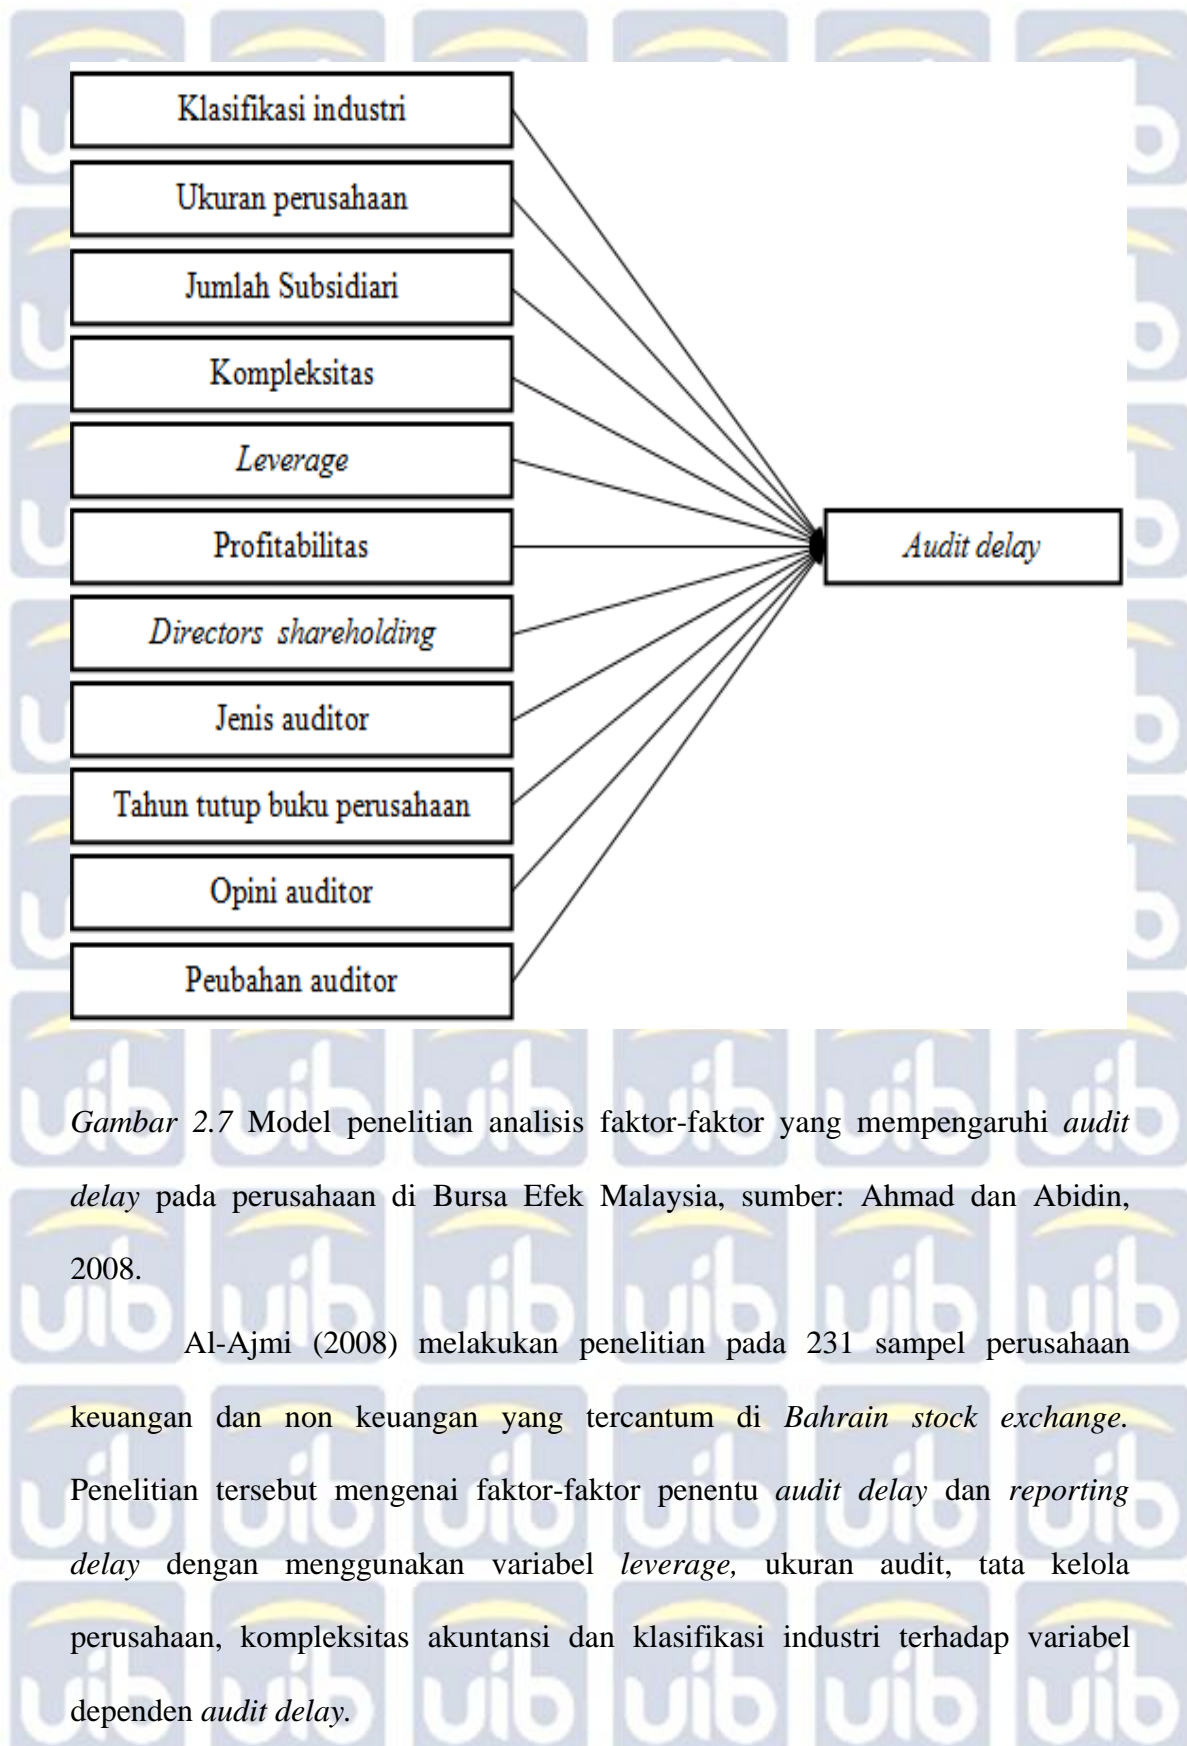 Klasifikasi industri
Ukuran perusahaan
Jumlah Subsidiari
Kompleksitas
Leverage
Profitabilitas
Directors shareholding
Jenis auditor
Tahun tutup buku perusahaan
Opini auditor
Peubahan auditor
Audit delay
Gambar 2.7 Model penelitian analisis faktor-faktor yang mempengaruhi audit
delay pada perusahaan di Bursa Efek Malaysia, sumber: Ahmad dan Abidin,
2008.
Al-Ajmi (2008) melakukan penelitian pada 231 sampel perusahaan
keuangan dan non keuangan yang tercantum di Bahrain stock exchange.
Penelitian tersebut mengenai faktor-faktor penentu audit delay dan reporting
delay dengan menggunakan variabel leverage, ukuran audit, tata kelola
perusahaan, kompleksitas akuntansi dan klasifikasi industri terhadap variabel
dependen audit delay.